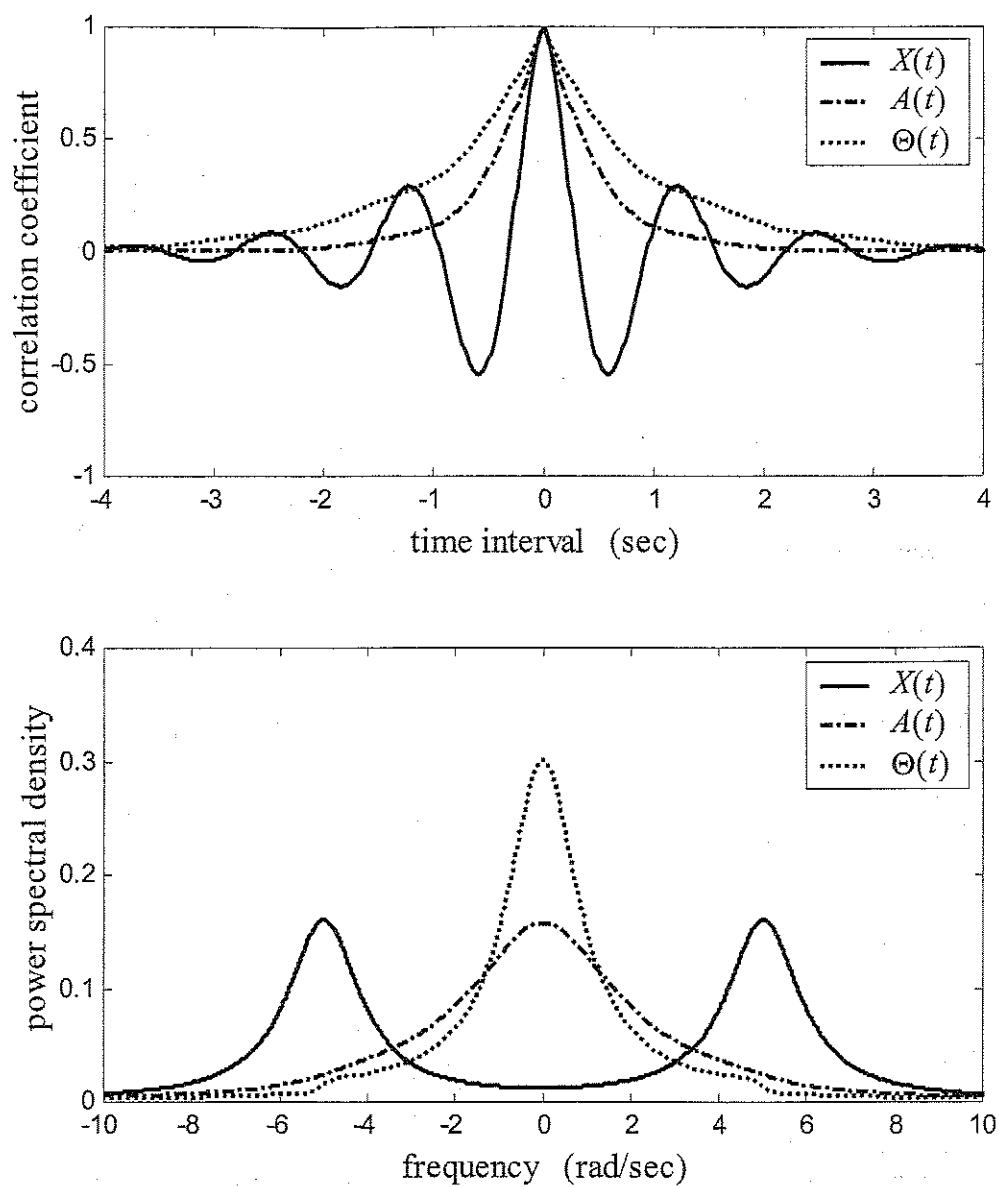 1
0.5
0
-0.5
-1
correlation coefficient
X(t)
A(t)
Θ(t)
-4 -3 -2 -1 0 1 2 3 4
time interval (sec)
0.4
0.3
0.2
0.1
0
power spectral density
X(t)
A(t)
Θ(t)
-10 -8 -6 -4 -2 0 2 4 6 8 10
frequency (rad/sec)